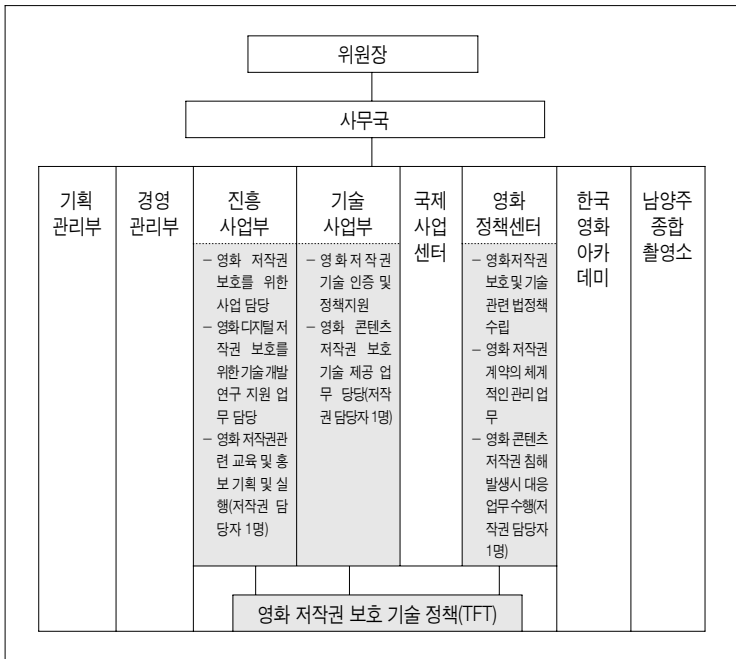 위원장
사무국
기획
관리부
경영
관리부
진흥
사업부
– 영화 저작권
보호를 위한
사업 담당
– 영화 디지털 저
작권 보호를
위한 기술 개발
연구 지원 업
무 담당
– 영화 저작권관
련 교육 및 홍
보 기획 및 실
행(저작권 담
당자 1명)
기술
사업부
– 영화 저작권
기술 인증 및
정책지원
– 영화 콘텐츠
저작권 보호
기술 제공 업
무 당당(저작
권 담당자 1명)
국제
사업
센터
영화
정책센터
– 영화저작권
보호 및 기술
관련 법정책
수립
– 영화 저작권
계약의 체계
적인 관리 업
무
– 영화 콘텐츠
저작권 침해
발생시 대응
업무 수행(저
작권 담당자
1명)
한국
영화
아카
데미
남양주
종합
촬영소
영화 저작권 보호 기술 정책(TFT)